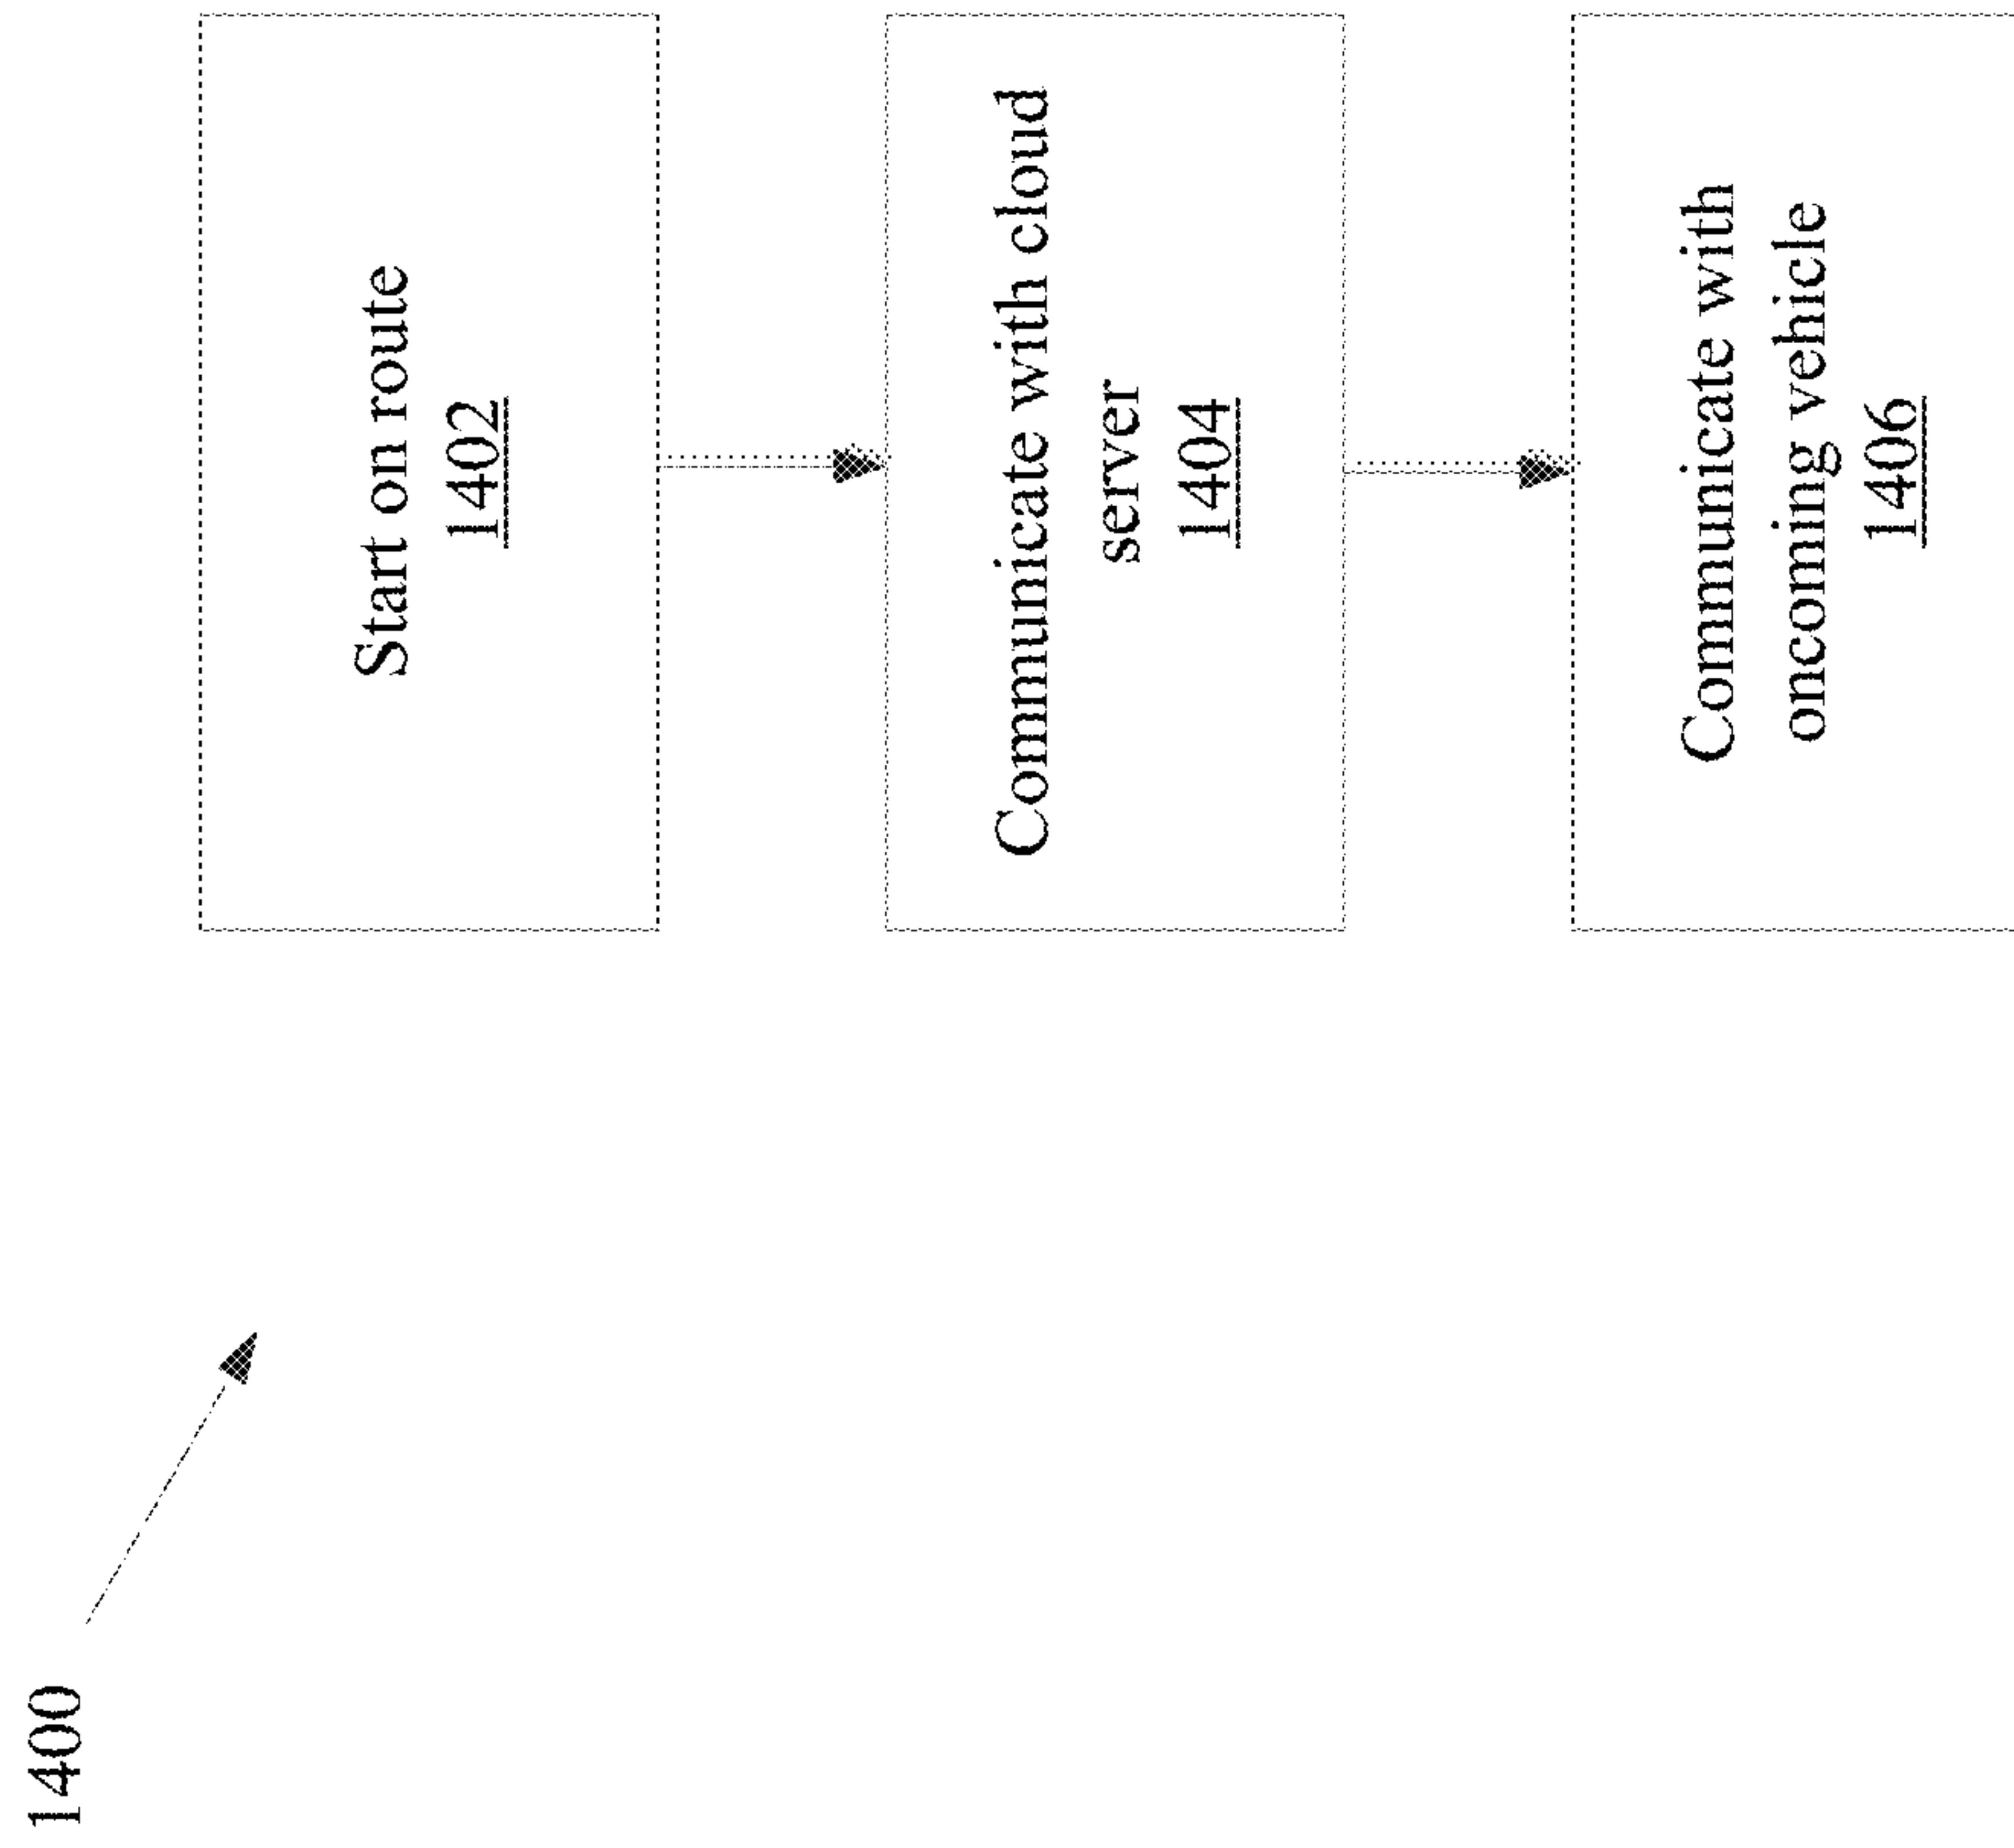 1400
Start on route
1402
Communicate with cloud
server
1404
Communicate with
oncoming vehicle
1406